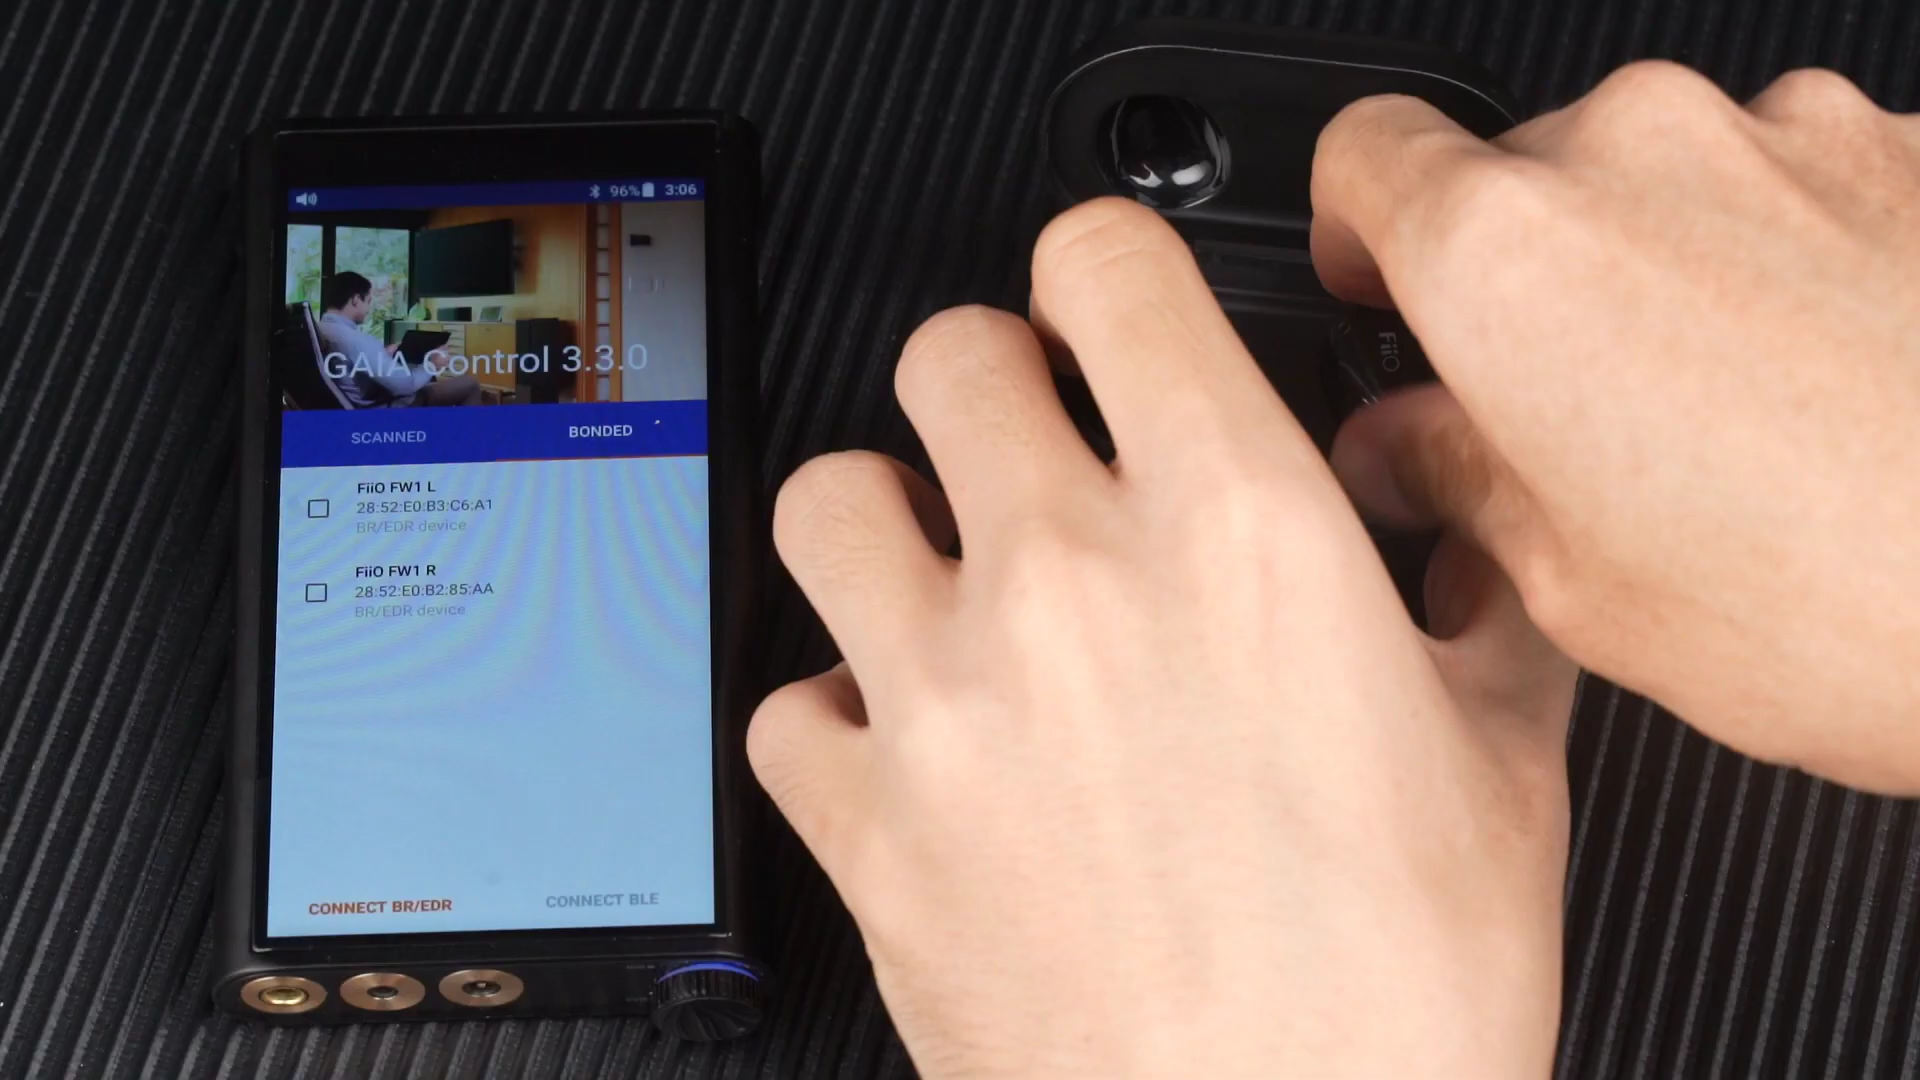 96% 3:06
GAIA Control 3.3.0
SCANNED BONDED
FiiO FW1 L
28:52:E0:B3:C6:A1
BR/EDR device
FiiO FW1 R
28:52:E0:B2:85:AA
BR/EDR device
CONNECT BR/EDR CONNECT BLE
FiiO